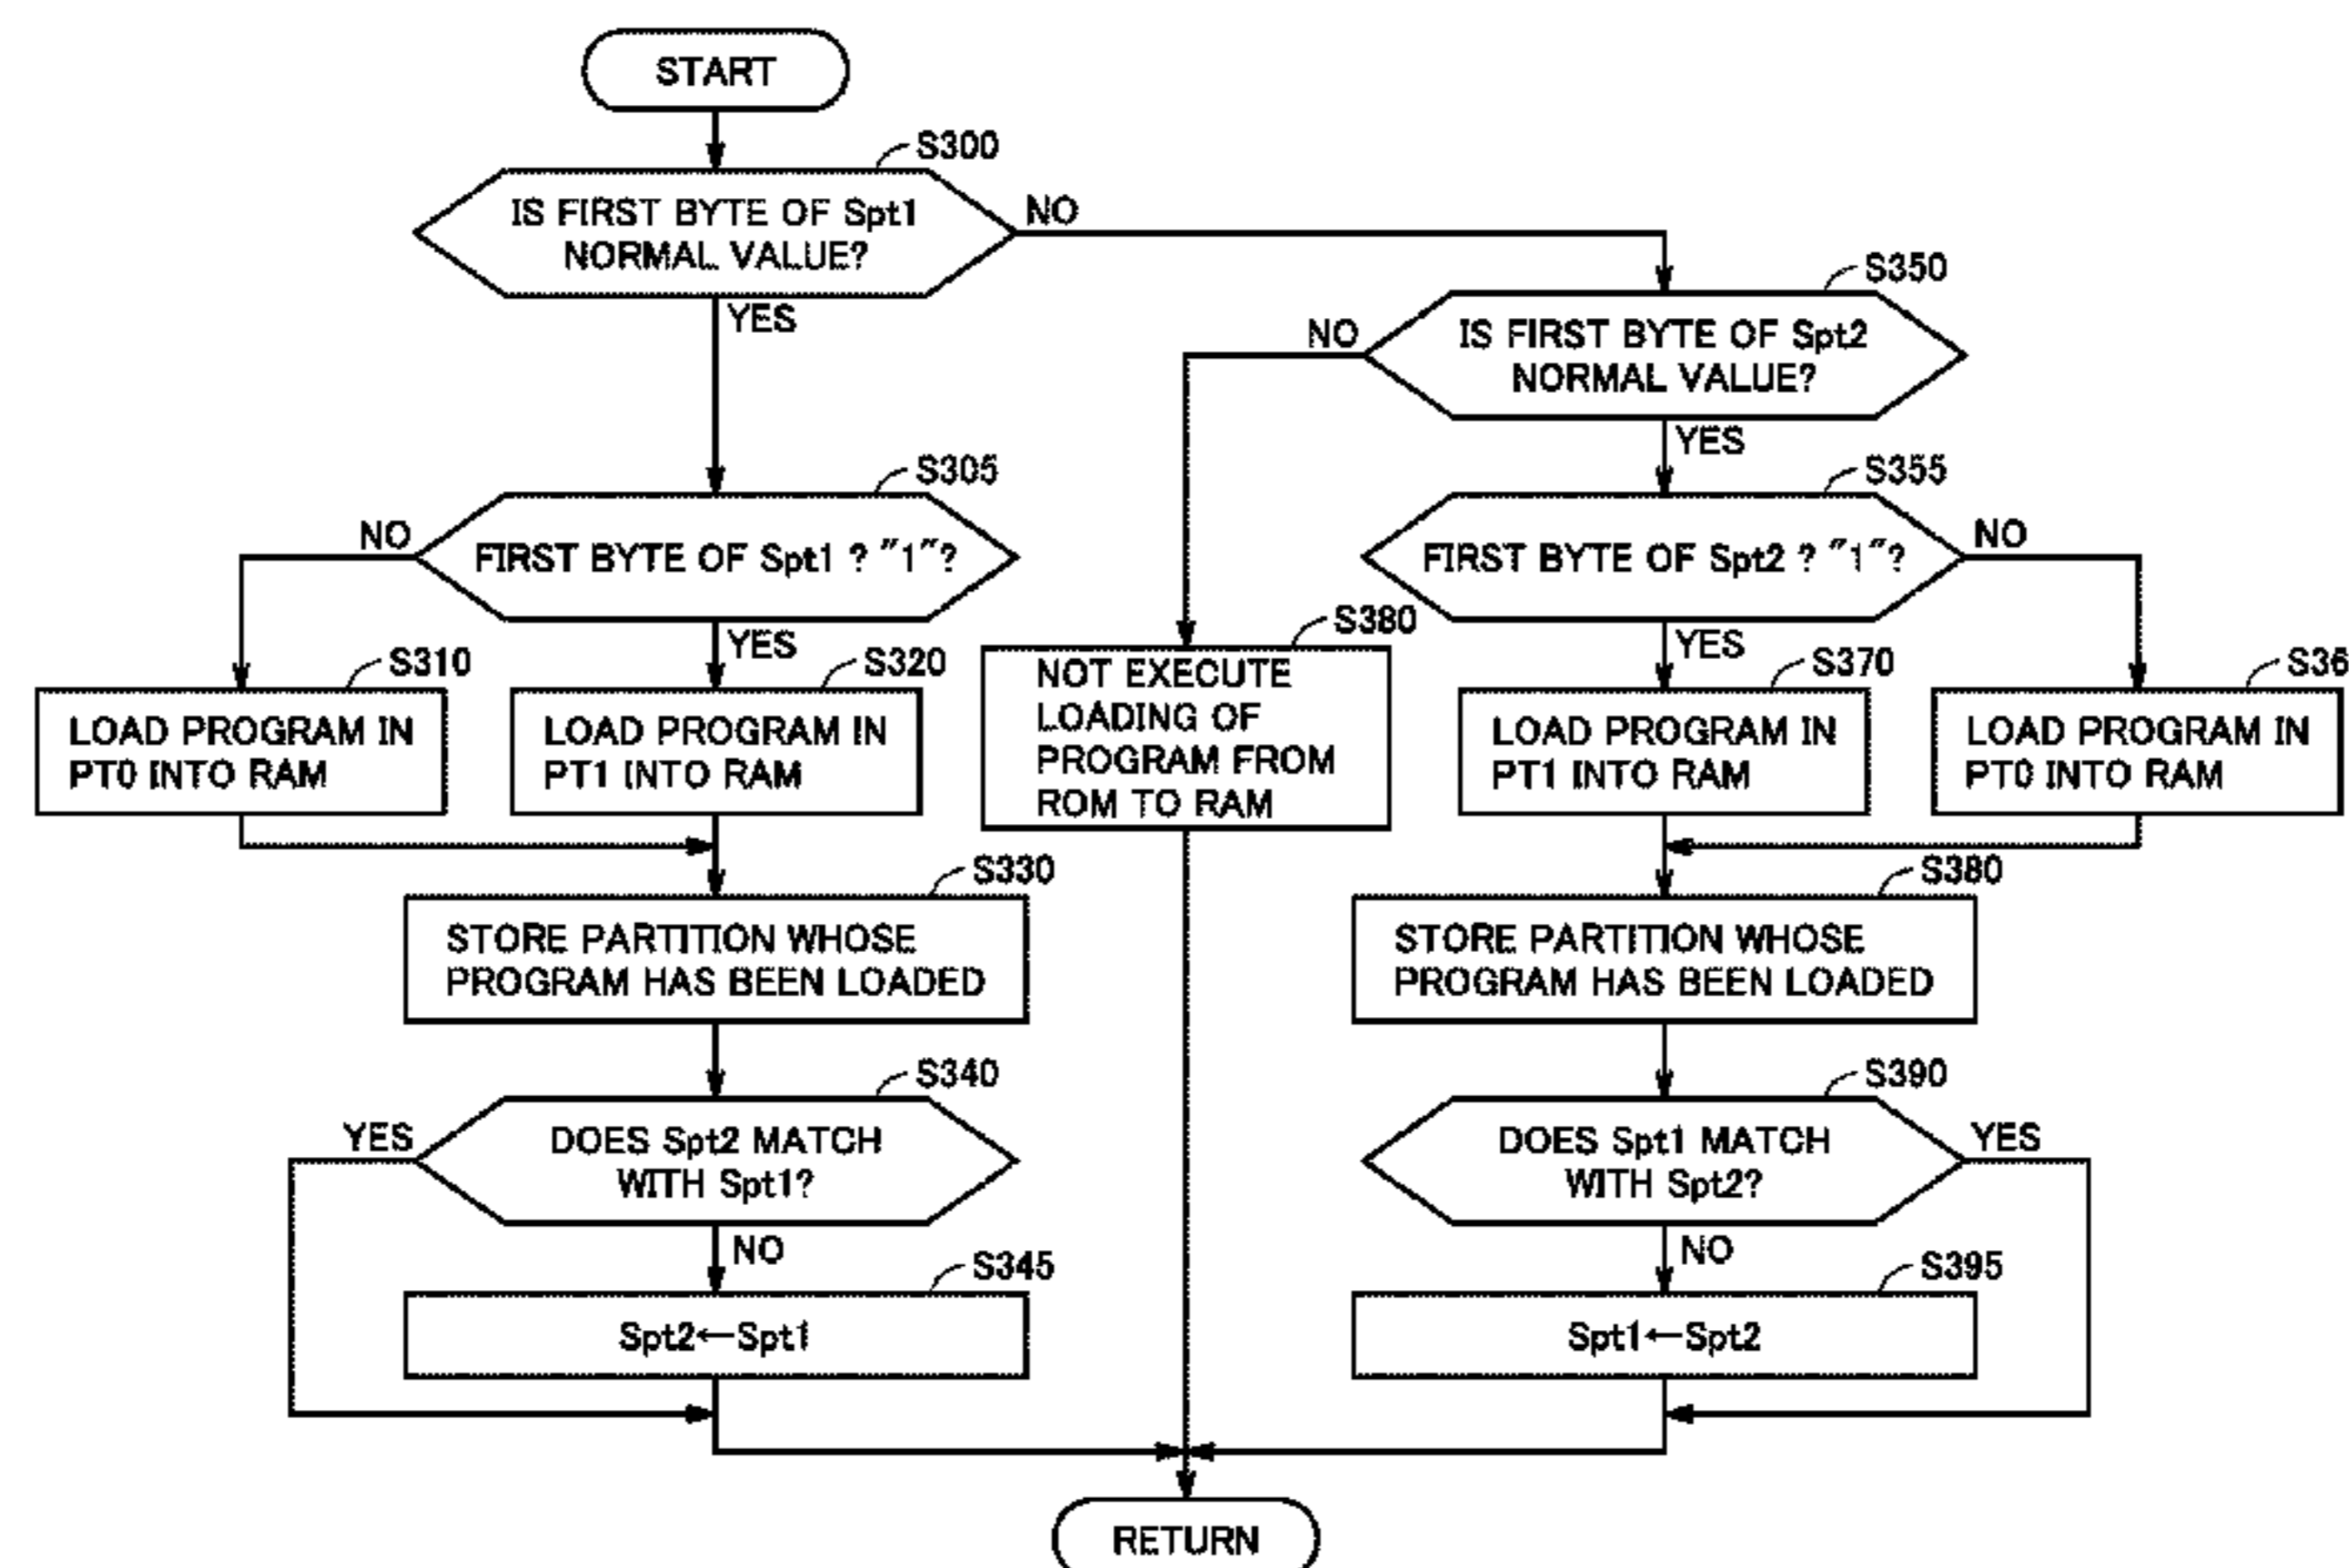 START
S300
IS FIRST BYTE OF Spt1
NORMAL VALUE?
NO
YES
S350
IS FIRST BYTE OF Spt2
NORMAL VALUE?
NO
YES
S305
FIRST BYTE OF Spt1 ? "1"?
NO
YES
S355
FIRST BYTE OF Spt2 ? "1"?
NO
YES
S310
LOAD PROGRAM IN
PT0 INTO RAM
S320
LOAD PROGRAM IN
PT1 INTO RAM
S380
NOT EXECUTE
LOADING OF
PROGRAM FROM
ROM TO RAM
S370
LOAD PROGRAM IN
PT1 INTO RAM
S36
LOAD PROGRAM IN
PT0 INTO RAM
S330
STORE PARTITION WHOSE
PROGRAM HAS BEEN LOADED
S380
STORE PARTITION WHOSE
PROGRAM HAS BEEN LOADED
S340
DOES Spt2 MATCH
WITH Spt1?
YES
NO
S390
DOES Spt1 MATCH
WITH Spt2?
YES
NO
S345
Spt2←Spt1
S395
Spt1←Spt2
RETURN